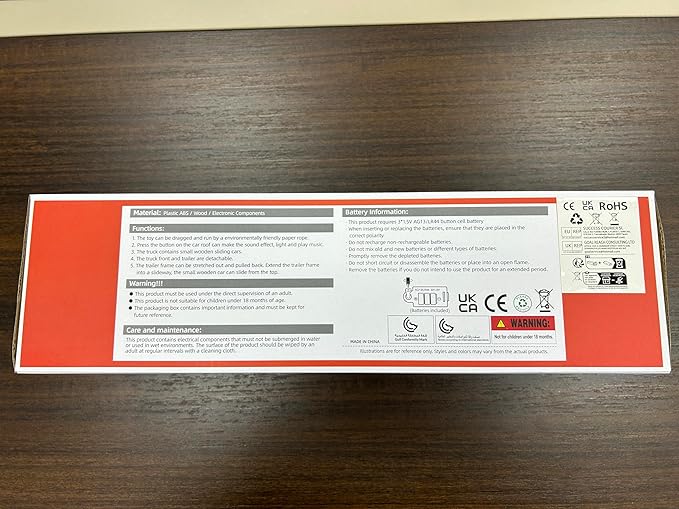 Material: Plastic ABS / Wood / Electronic Components
Functions:
1. The toy can be dragged and run by a environmentally friendly paper rope.
2. Press the button on the car roof can make the sound effect, light and play music.
3. The truck contains small wooden sliding cars.
4. The truck front and trailer are detachable.
5. The trailer frame can be stretched out and pulled back. Extend the trailer frame
into a slideway, the small wooden car can slide from the top.
Warning!!!
● This product must be used under the direct supervision of an adult.
● This product is not suitable for children under 18 months of age.
● The packaging box contains important information and must be kept for
future reference.
Care and maintenance:
This product contains electrical components that must not be submerged in water
or used in wet environments. The surface of the product should be wiped by an
adult at regular intervals with a cleaning cloth.
Battery Information:
- This product requires 3*1.5V AG13/LR44 button cell battery
- When inserting or replacing the batteries, ensure that they are placed in the
correct polarity
- Do not recharge non-rechargeable batteries
- Do not mix old and new batteries or different types of batteries.
- Promptly remove the depleted batteries.
- Do not short circuit or disassemble the batteries or place into an open flame.
- Remove the batteries if you do not intend to use the product for an extended period.
(Batteries included)
UK
CA
CE
MADE IN CHINA
Gulf Conformity Mark
WARNING:
Not for children under 18 months.
Illustrations are for reference only, Styles and colors may vary from the actual products.
CE UK
CA RoHS
EU REP
SUCCESS COURIER SL
UK REP
GOAL REACH CONSULTING LTD